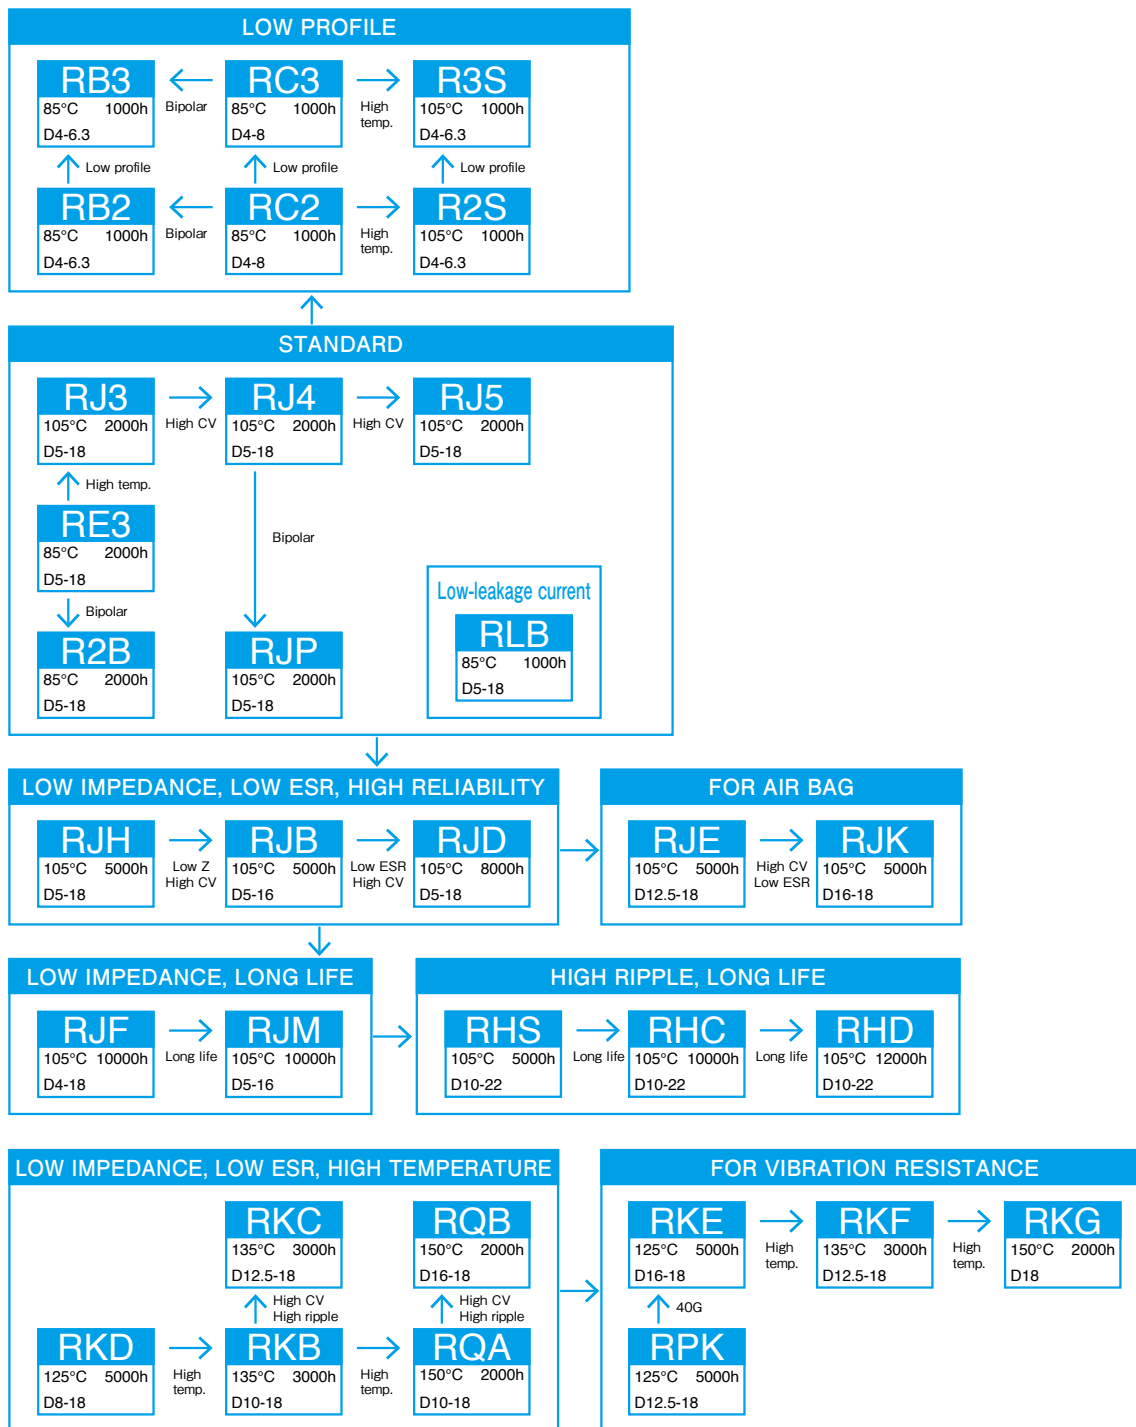 LOW PROFILE
RB3
85°C 1000h
D4-6.3
Bipolar
RC3
85°C 1000h
D4-8
High
temp.
R3S
105°C 1000h
D4-6.3
Low profile
Low profile
Low profile
RB2
85°C 1000h
D4-6.3
Bipolar
RC2
85°C 1000h
D4-8
High
temp.
R2S
105°C 1000h
D4-6.3
STANDARD
RJ3
105°C 2000h
D5-18
High CV
RJ4
105°C 2000h
D5-18
High CV
RJ5
105°C 2000h
D5-18
High temp.
RE3
85°C 2000h
D5-18
Bipolar
Bipolar
R2B
85°C 2000h
D5-18
RJP
105°C 2000h
D5-18
Low-leakage current
RLB
85°C 1000h
D5-18
LOW IMPEDANCE, LOW ESR, HIGH RELIABILITY
RJH
105°C 5000h
D5-18
Low Z
High CV
RJB
105°C 5000h
D5-16
Low ESR
High CV
RJD
105°C 8000h
D5-18
FOR AIR BAG
RJE
105°C 5000h
D12.5-18
High CV
Low ESR
RJK
105°C 5000h
D16-18
LOW IMPEDANCE, LONG LIFE
RJF
105°C 10000h
D4-18
Long life
RJM
105°C 10000h
D5-16
HIGH RIPPLE, LONG LIFE
RHS
105°C 5000h
D10-22
Long life
RHC
105°C 10000h
D10-22
Long life
RHD
105°C 12000h
D10-22
LOW IMPEDANCE, LOW ESR, HIGH TEMPERATURE
RKC
135°C 3000h
D12.5-18
RQB
150°C 2000h
D16-18
High CV
High ripple
High CV
High ripple
RKD
125°C 5000h
D8-18
High
temp.
RKB
135°C 3000h
D10-18
High
temp.
RQA
150°C 2000h
D10-18
FOR VIBRATION RESISTANCE
RKE
125°C 5000h
D16-18
High
temp.
RKF
135°C 3000h
D12.5-18
High
temp.
RKG
150°C 2000h
D18
40G
RPK
125°C 5000h
D12.5-18